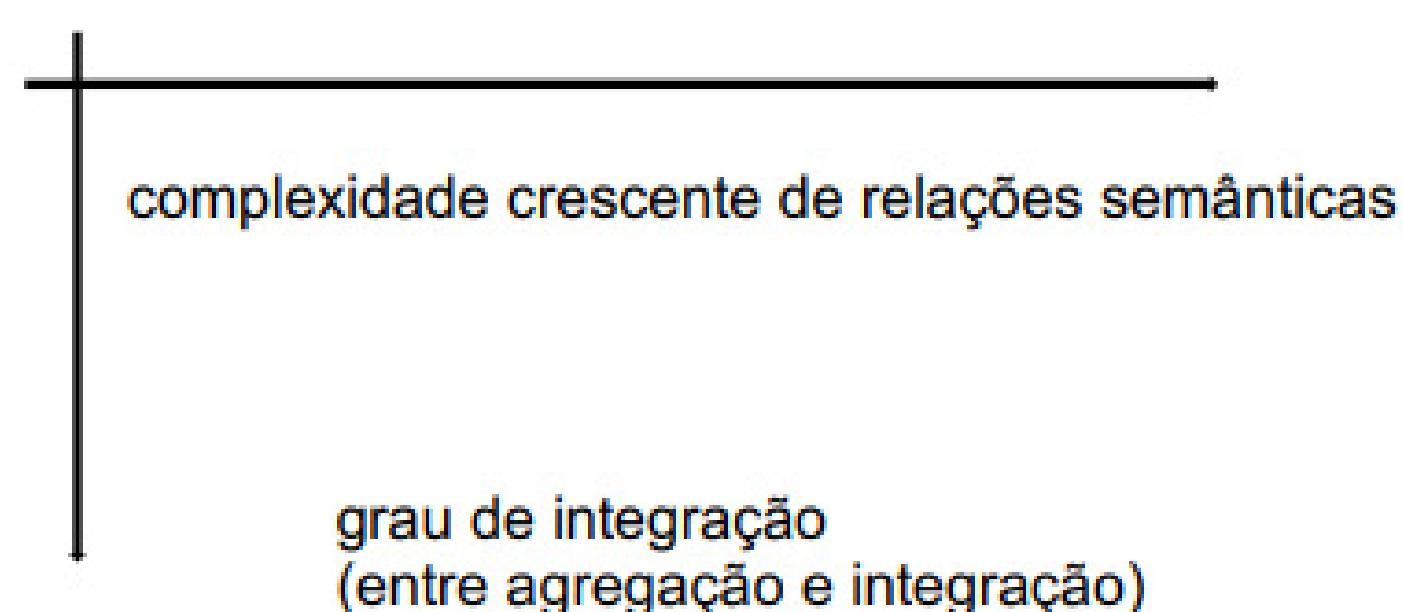 complexidade crescente de relações semânticas
grau de integração
(entre agregação e integração)